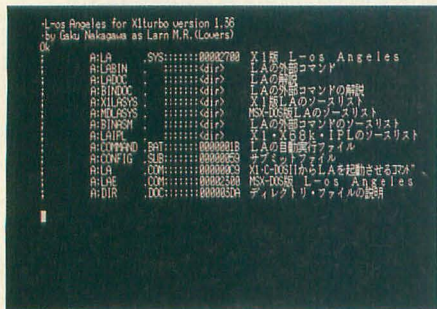 ·L-os Angeles for X1turbo version 1.36
·by Gaku Nakagawa as Larn M.R.(Lovers)
Ok
A:LA .SYS::::::00002700 X1版 L-os Angeles
A:LABIN ::::::<dir> LAの外部コマンド
A:LADOC ::::::<dir> LAの解説
A:BINDOC ::::::<dir> LAの外部コマンドの解説
A:X1LASYS ::::::<dir> X1版LAのソースリスト
A:MDLASYS ::::::<dir> MSX-DOS版LAのソースリスト
A:BINASM ::::::<dir> LAの外部コマンドのソースリスト
A:LAIPL ::::::<dir> X1・X68k・IPLのソースリスト
A:COMMAND .BAT::::::0000001B LAの自動実行ファイル
A:CONFIG .SUB::::::00000059 サブミットファイル
A:LA .COM::::::000000C9 X1-C-DOSIIからLAを起動させるコマンド
A:LAE .COM::::::00002300 MSX-DOS版 L-os Angeles
A:DIR .DOC::::::000003DA ディレクトリ・ファイルの説明